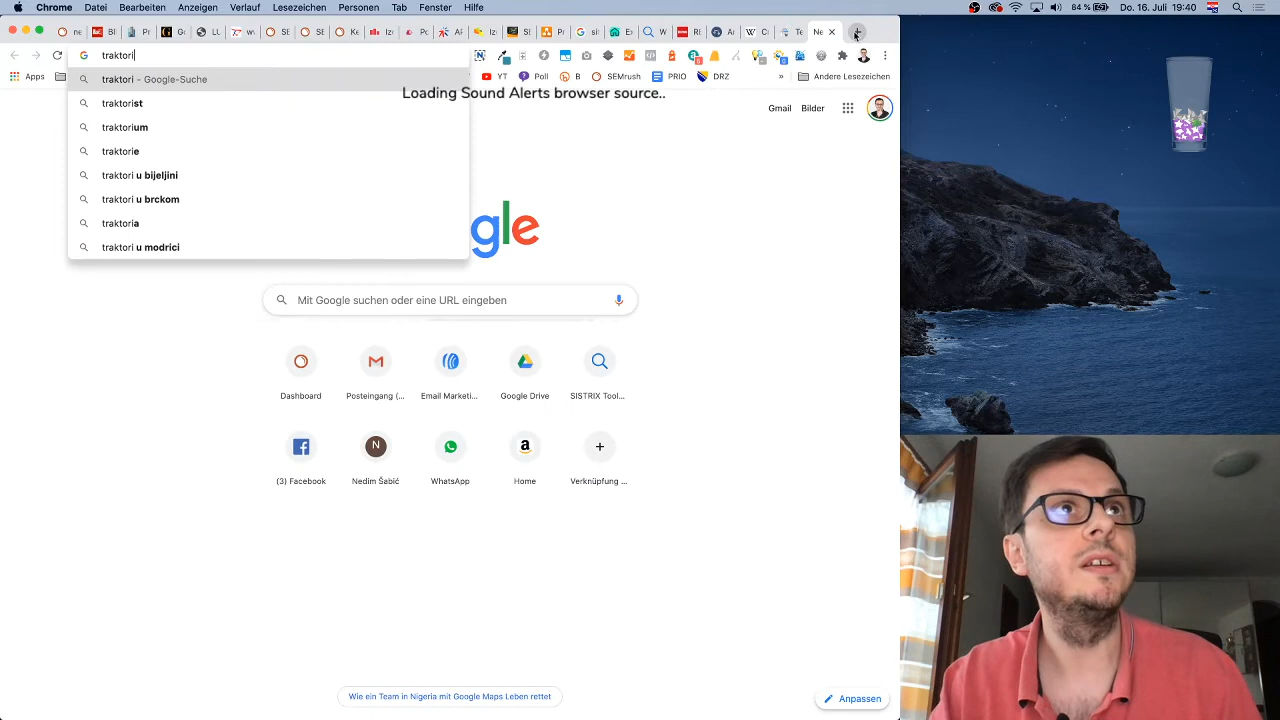 Chrome Datei Bearbeiten Anzeigen Verlauf Lesezeichen Personen Tab Fenster Hilfe 84 % Do. 16. Juli 19:40
traktori
Apps YT Poll B SEMrush PRIO DRZ » Andere Lesezeichen
traktori – Google-Suche
traktorist
traktorium
traktorie
traktori u bijeljini
traktori u brckom
traktoria
traktori u modrici
Loading Sound Alerts browser source..
Gmail Bilder
gle
Mit Google suchen oder eine URL eingeben
Dashboard Posteingang (... Email Marketi... Google Drive SISTRIX Tool...
N
(3) Facebook Nedim Šabić WhatsApp Home Verknüpfung ...
Wie ein Team in Nigeria mit Google Maps Leben rettet
Anpassen